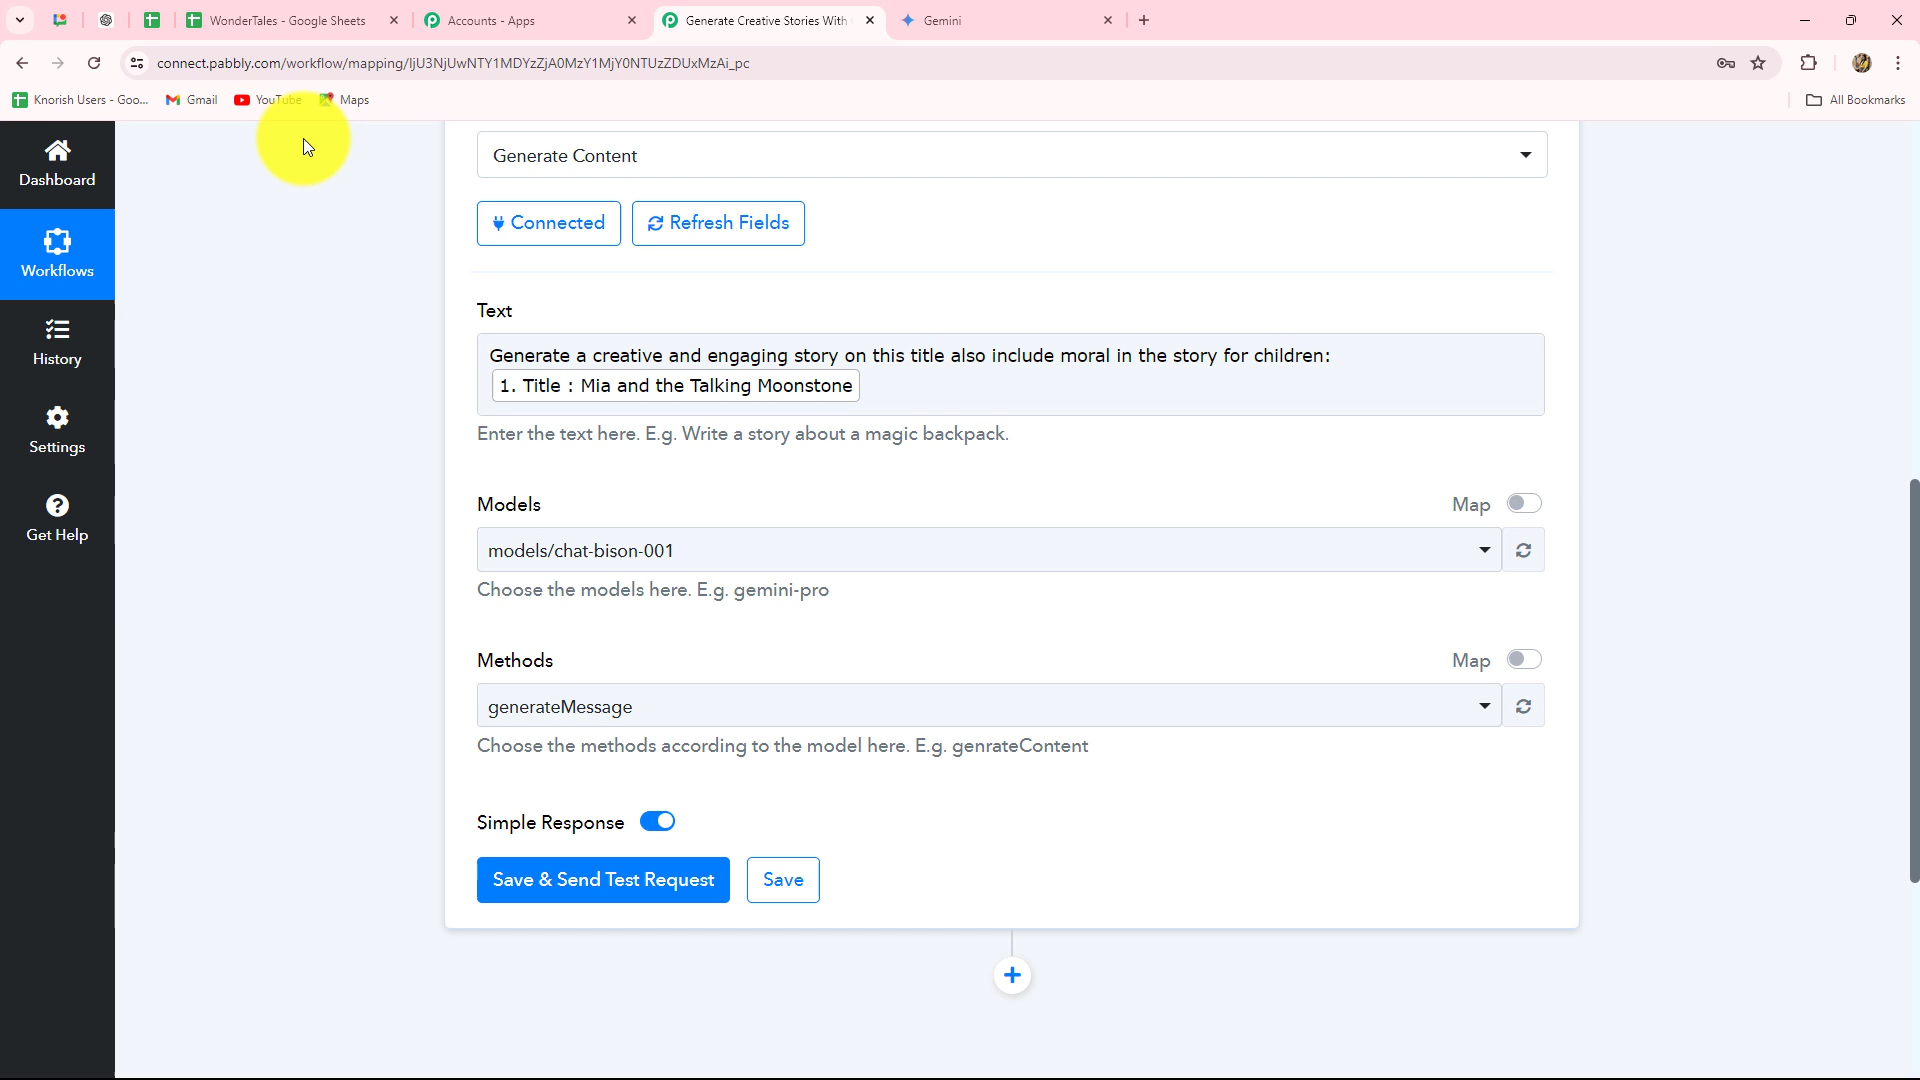 WonderTales - Google Sheets
Accounts - Apps
Generate Creative Stories With
Gemini
connect.pabbly.com/workflow/mapping/IjU3NjUwNTY1MDYzZjA0MzY1MjY0NTUzZDUxMzAi_pc
Knorish Users - Goo...
Gmail
YouTube
Maps
All Bookmarks
Dashboard
Workflows
History
Settings
Get Help
Generate Content
Connected
Refresh Fields
Text
Generate a creative and engaging story on this title also include moral in the story for children:
1. Title : Mia and the Talking Moonstone
Enter the text here. E.g. Write a story about a magic backpack.
Models
Map
models/chat-bison-001
Choose the models here. E.g. gemini-pro
Methods
Map
generateMessage
Choose the methods according to the model here. E.g. genrateContent
Simple Response
Save & Send Test Request
Save